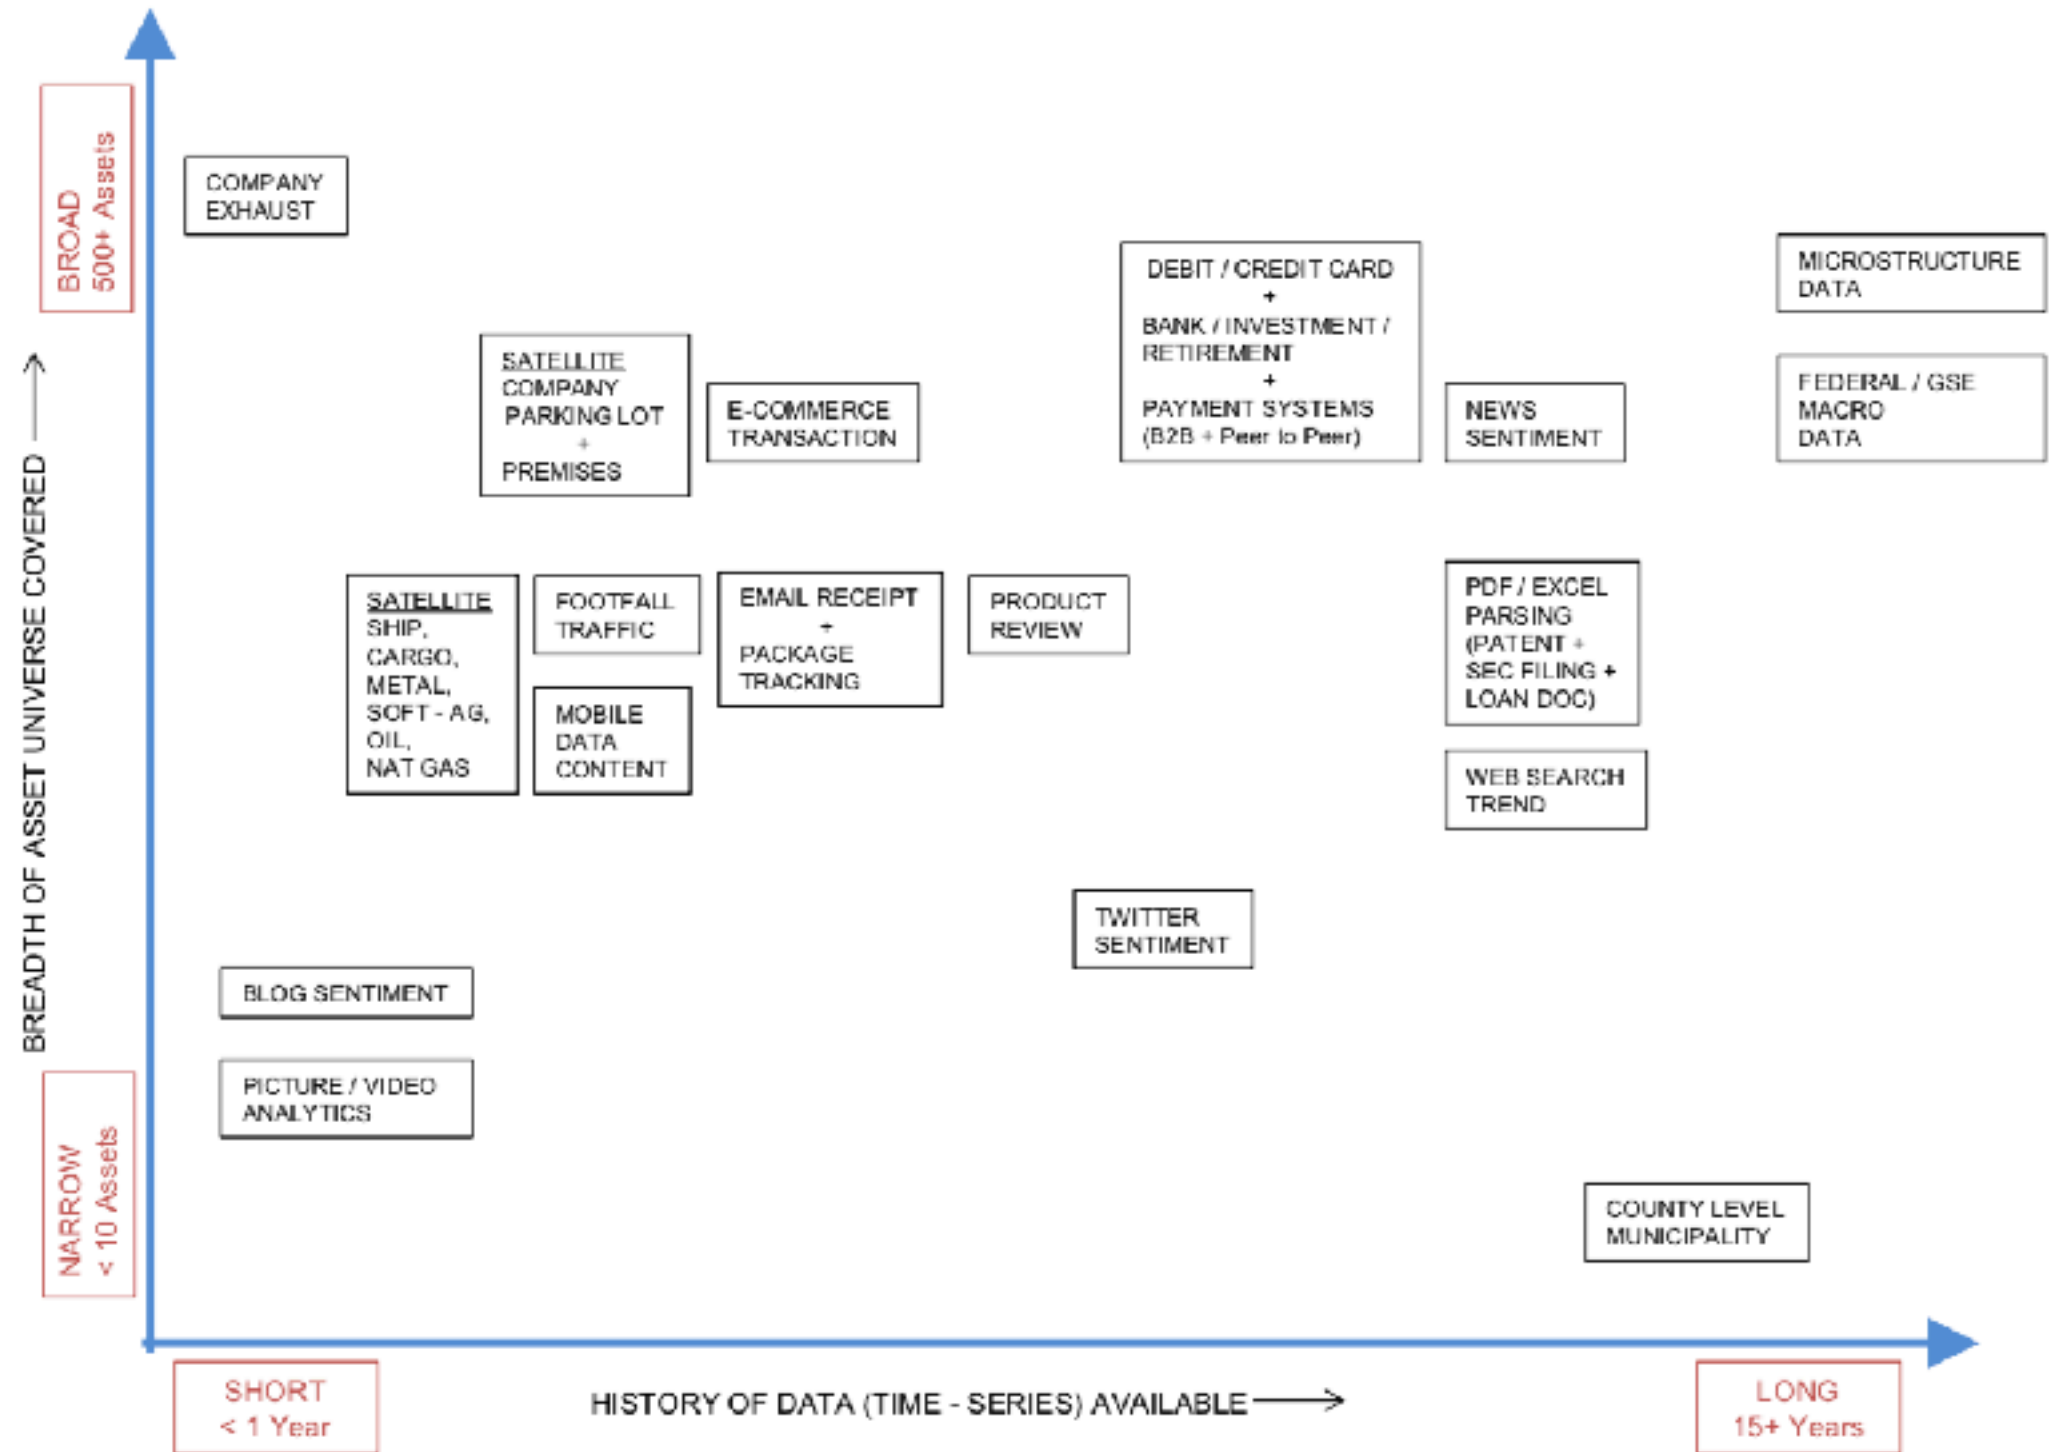 BROAD
500+ Assets
BREADTH OF ASSET UNIVERSE COVERED
NARROW
< 10 Assets
COMPANY
EXHAUST
SATELLITE
COMPANY
PARKING LOT
+
PREMISES
E-COMMERCE
TRANSACTION
DEBIT / CREDIT CARD
+
BANK / INVESTMENT /
RETIREMENT
+
PAYMENT SYSTEMS
(B2B + Peer to Peer)
NEWS
SENTIMENT
MICROSTRUCTURE
DATA
FEDERAL / GSE
MACRO
DATA
SATELLITE
SHIP,
CARGO,
METAL,
SOFT - AG,
OIL,
NAT GAS
FOOTFALL
TRAFFIC
MOBILE
DATA
CONTENT
EMAIL RECEIPT
+
PACKAGE
TRACKING
PRODUCT
REVIEW
PDF / EXCEL
PARSING
(PATENT +
SEC FILING +
LOAN DOC)
WEB SEARCH
TREND
TWITTER
SENTIMENT
BLOG SENTIMENT
PICTURE / VIDEO
ANALYTICS
COUNTY LEVEL
MUNICIPALITY
SHORT
< 1 Year
HISTORY OF DATA (TIME - SERIES) AVAILABLE
LONG
15+ Years